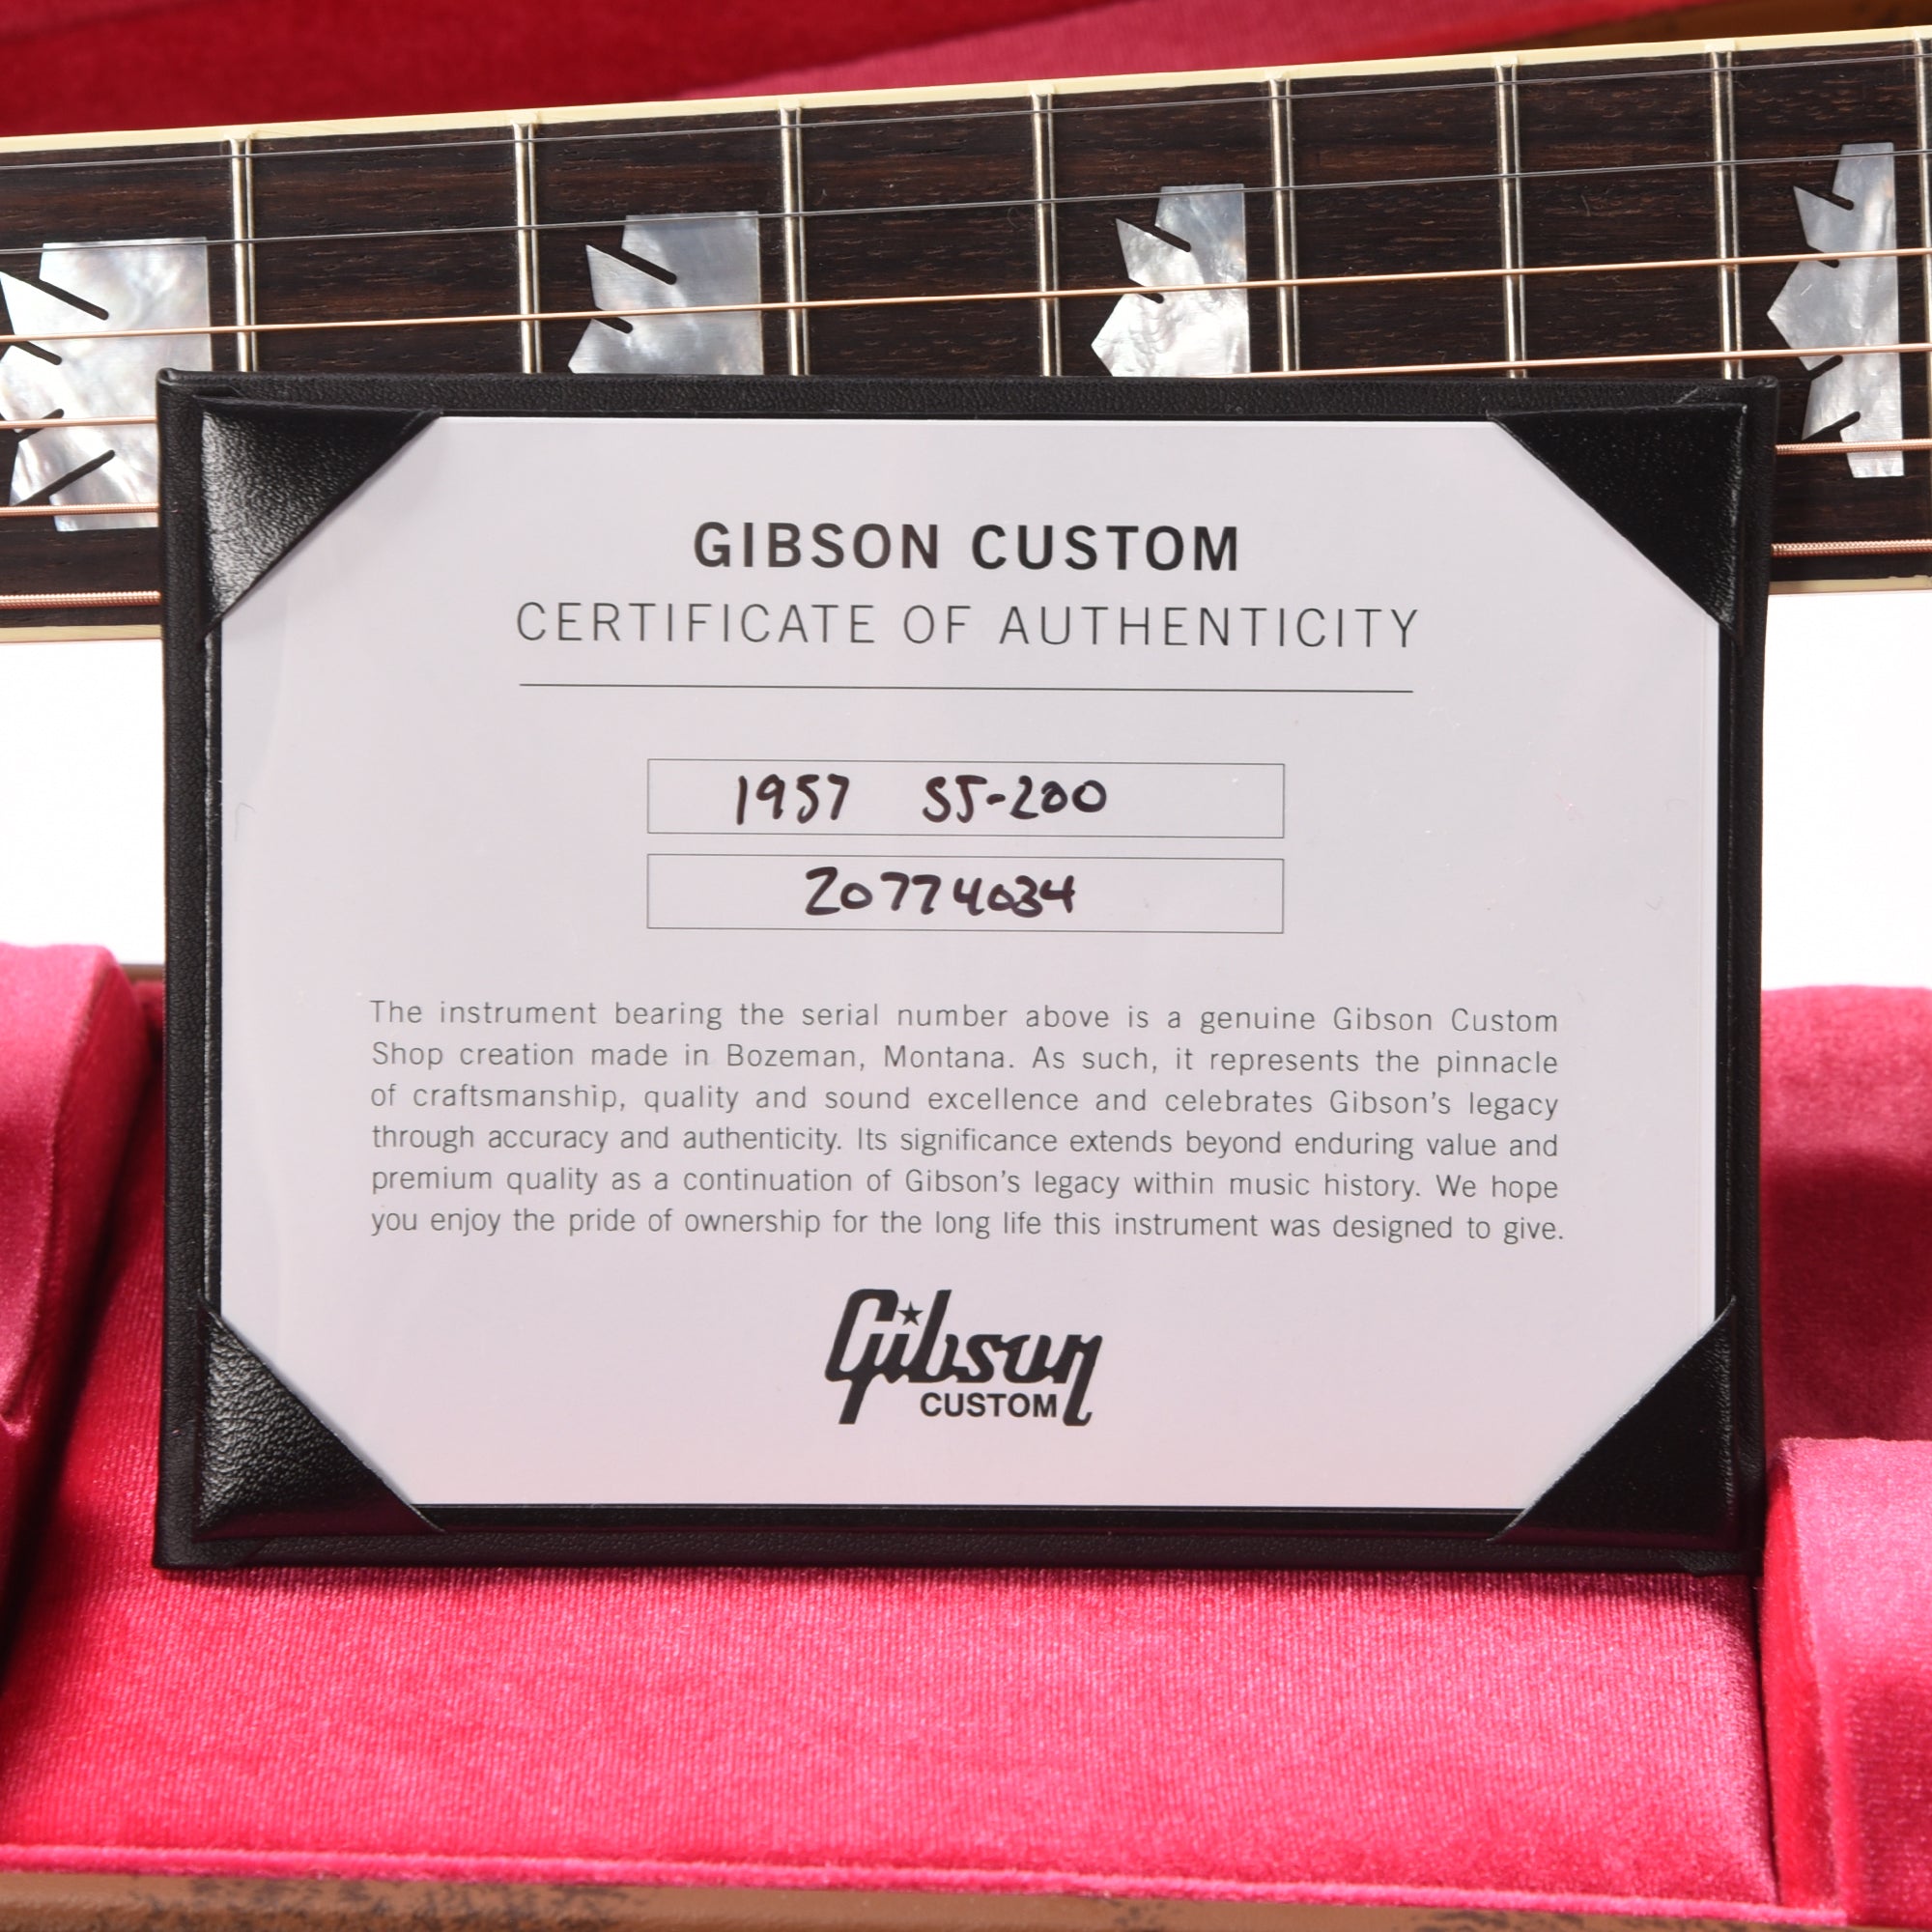 GIBSON CUSTOM
CERTIFICATE OF AUTHENTICITY
1957 SJ-200
20774034
The instrument bearing the serial number above is a genuine Gibson Custom
Shop creation made in Bozeman, Montana. As such, it represents the pinnacle
of craftsmanship, quality and sound excellence and celebrates Gibson's legacy
through accuracy and authenticity. Its significance extends beyond enduring value and
premium quality as a continuation of Gibson's legacy within music history. We hope
you enjoy the pride of ownership for the long life this instrument was designed to give.
Gibson
CUSTOM